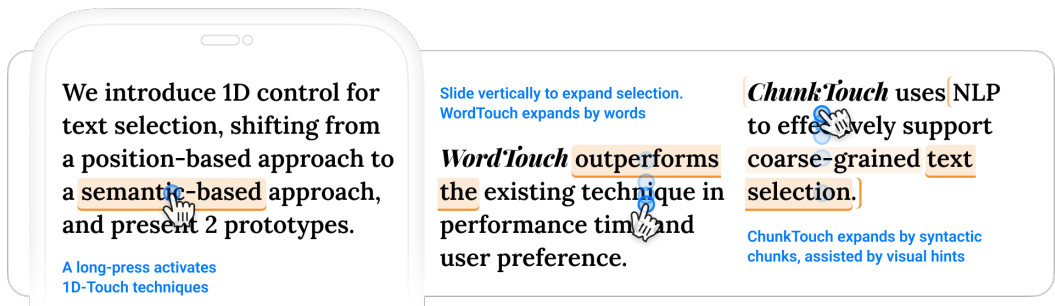 We introduce 1D control for
text selection, shifting from
a position-based approach to
a semantic-based approach,
and present 2 prototypes.
A long-press activates
1D-Touch techniques
Slide vertically to expand selection.
WordTouch expands by words
WordTouch outperforms
the existing technique in
performance time and
user preference.
ChunkTouch uses NLP
to effectively support
coarse-grained text
selection.
ChunkTouch expands by syntactic
chunks, assisted by visual hints